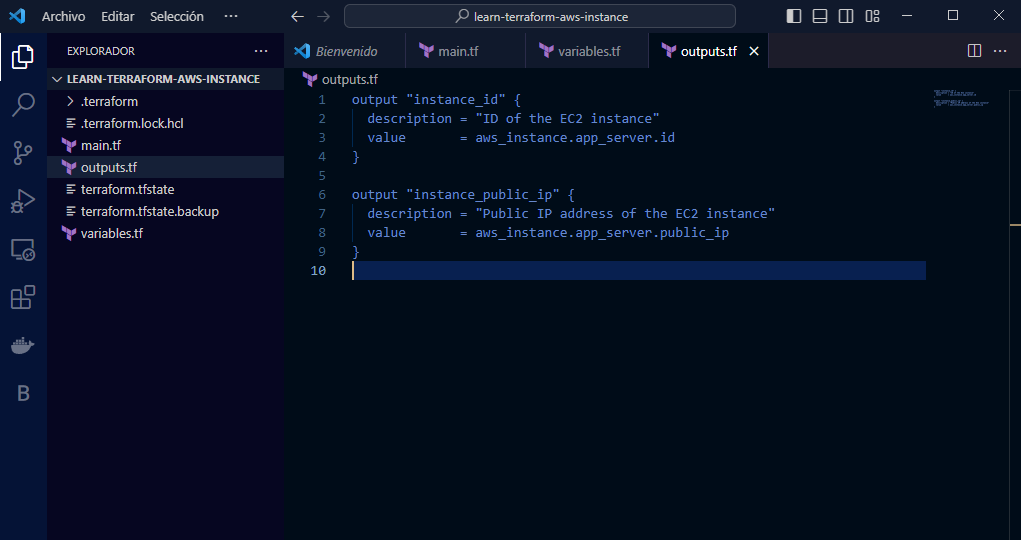 Archivo Editar Selección ··· learn-terraform-aws-instance
EXPLORADOR ···
LEARN-TERRAFORM-AWS-INSTANCE
.terraform
.terraform.lock.hcl
main.tf
outputs.tf
terraform.tfstate
terraform.tfstate.backup
variables.tf
B
Bienvenido main.tf variables.tf outputs.tf ···
outputs.tf
1 output "instance_id" {
2 description = "ID of the EC2 instance"
3 value       = aws_instance.app_server.id
4 }
5
6 output "instance_public_ip" {
7 description = "Public IP address of the EC2 instance"
8 value       = aws_instance.app_server.public_ip
9 }
10